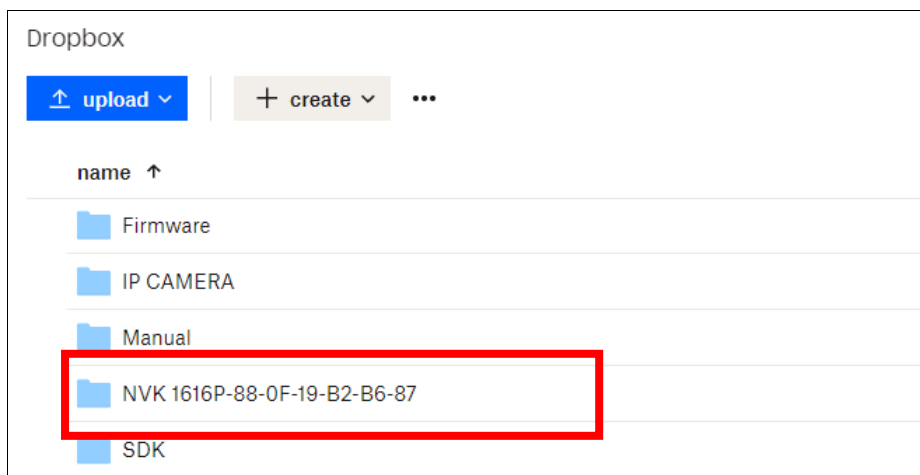 Dropbox
upload
create
name
Firmware
IP CAMERA
Manual
NVK 1616P-88-0F-19-B2-B6-87
SDK